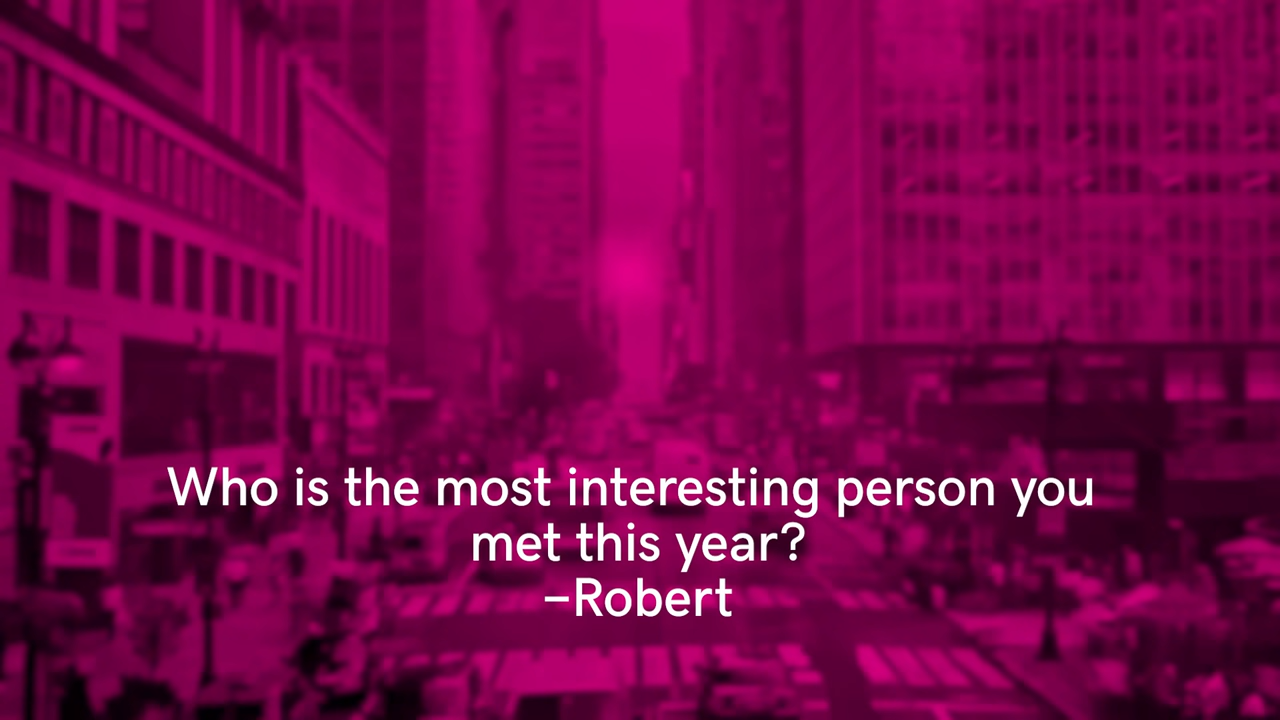 Who is the most interesting person you
met this year?
–Robert